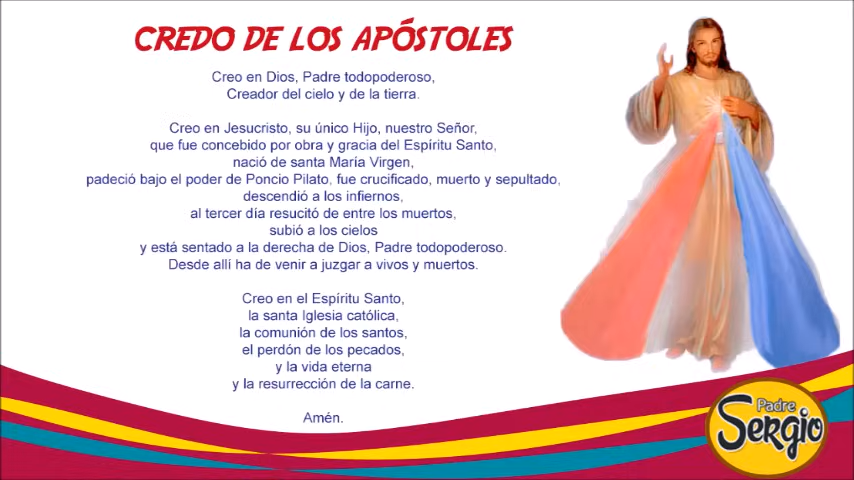 CREDO DE LOS APÓSTOLES
Creo en Dios, Padre todopoderoso,
Creador del cielo y de la tierra.
Creo en Jesucristo, su único Hijo, nuestro Señor,
que fue concebido por obra y gracia del Espíritu Santo,
nació de santa María Virgen,
padeció bajo el poder de Poncio Pilato, fue crucificado, muerto y sepultado,
descendió a los infiernos,
al tercer día resucitó de entre los muertos,
subió a los cielos
y está sentado a la derecha de Dios, Padre todopoderoso.
Desde alli ha de venir a juzgar a vivos y muertos.
Creo en el Espíritu Santo,
la santa Iglesia católica,
la comunión de los santos,
el perdón de los pecados,
y la vida eterna
y la resurrección de la carne.
Amén.
Padre
Sergio